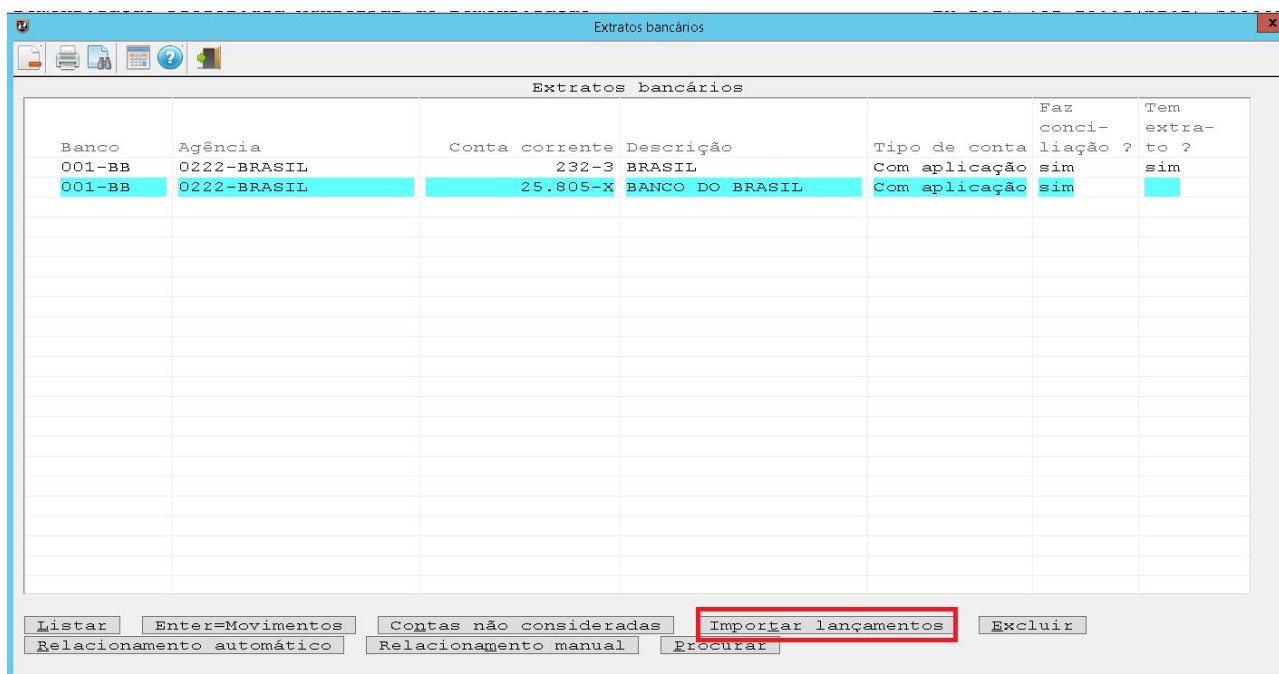 Extratos bancários
Extratos bancários
Faz Tem
conci- extra-
Banco Agência Conta corrente Descrição Tipo de conta liação ? to ?
001-BB 0222-BRASIL 232-3 BRASIL Com aplicação sim sim
001-BB 0222-BRASIL 25.805-X BANCO DO BRASIL Com aplicação sim
Listar Enter=Movimentos Contas não consideradas Importar lançamentos Excluir
Relacionamento automático Relacionamento manual Procurar